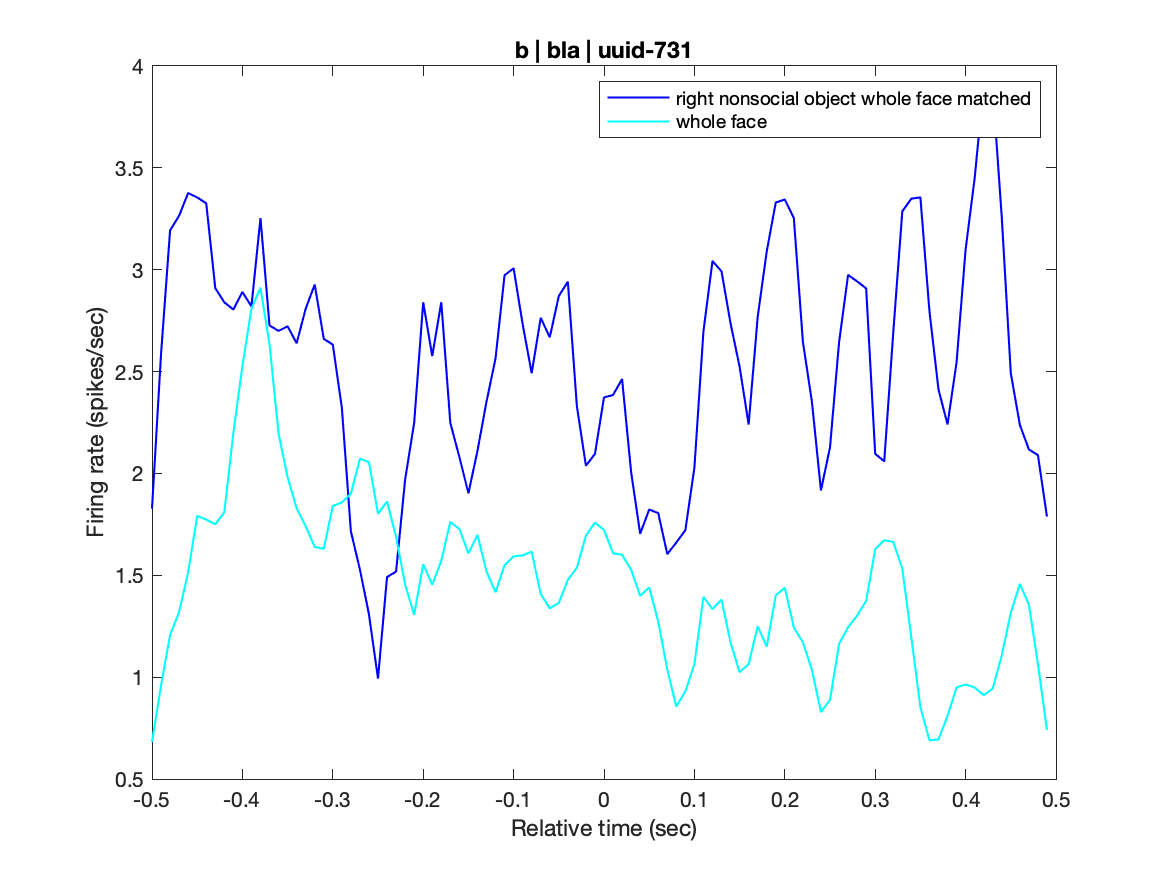 b | bla | uuid-731
right nonsocial object whole face matched
whole face
4
3.5
3
2.5
2
1.5
1
0.5
Firing rate (spikes/sec)
-0.5 -0.4 -0.3 -0.2 -0.1 0 0.1 0.2 0.3 0.4 0.5
Relative time (sec)